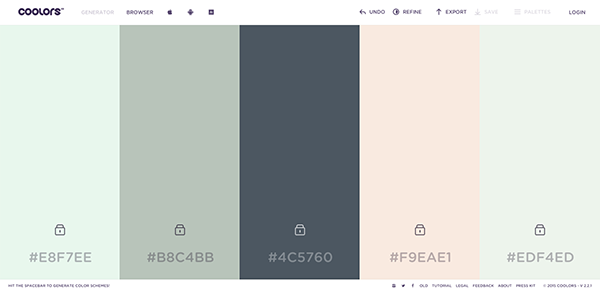 COOLORS™ GENERATOR BROWSER UNDO REFINE EXPORT SAVE PALETTES LOGIN
#E8F7EE #B8C4BB #4C5760 #F9EAE1 #EDF4ED
HIT THE SPACEBAR TO GENERATE COLOR SCHEMES! OLD TUTORIAL LEGAL FEEDBACK ABOUT PRESS KIT © 2015 COOLORS - V 2.2.1